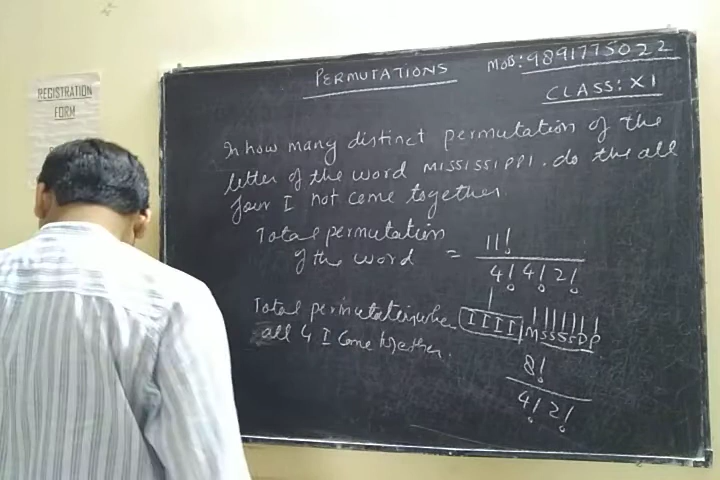 REGISTRATION
FORM
PERMUTATIONS
MOB: 9891775022
CLASS: XI
In how many distinct permutation of the
letter of the word MISSISSIPPI. do the all
four I not come together.
Total permutation
of the word = 11! / 4! 4! 2!
Total permutation when
all 4 I come together.
IIII MSSSSPP
8! / 4! 2!